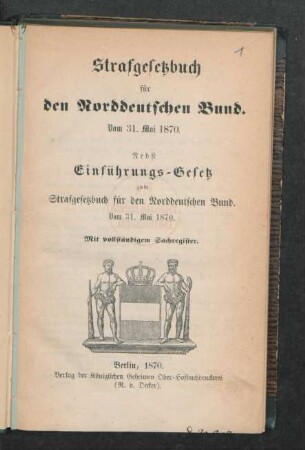 1
Strafgesetzbuch
für
den Norddeutschen Bund.
Vom 31. Mai 1870.
Nebst
Einführungs-Gesetz
zum
Strafgesetzbuch für den Norddeutschen Bund.
Vom 31. Mai 1870.
Mit vollständigem Sachregister.
Berlin, 1870.
Verlag der Königlichen Geheimen Ober-Hofbuchdruckerei
(R. v. Decker).